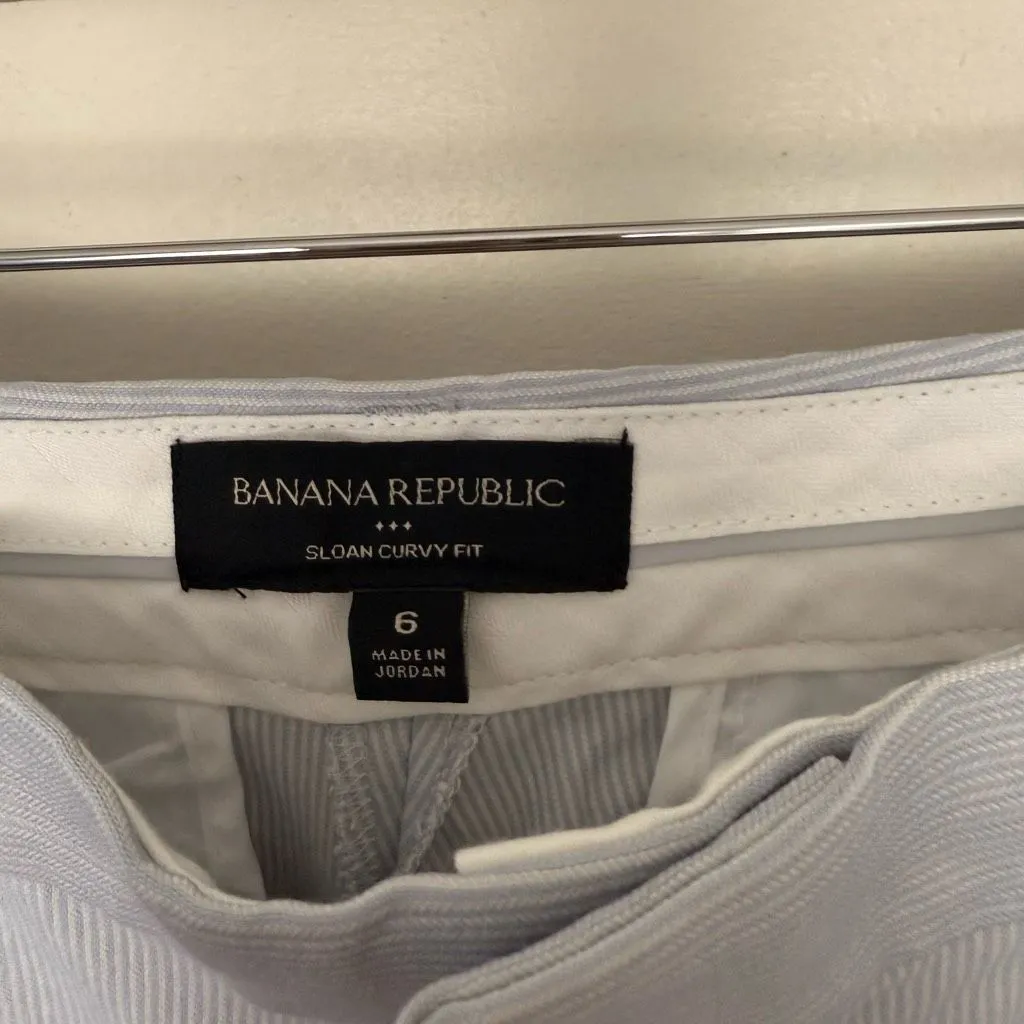 BANANA REPUBLIC
SLOAN CURVY FIT
6
MADE IN
JORDAN